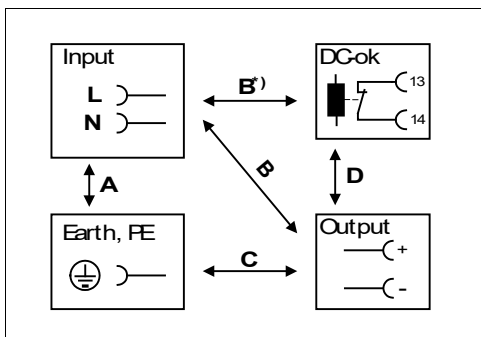 Input
DC-ok
L
N
B*)
13
14
A
B
D
Earth, PE
Output
C
+
-